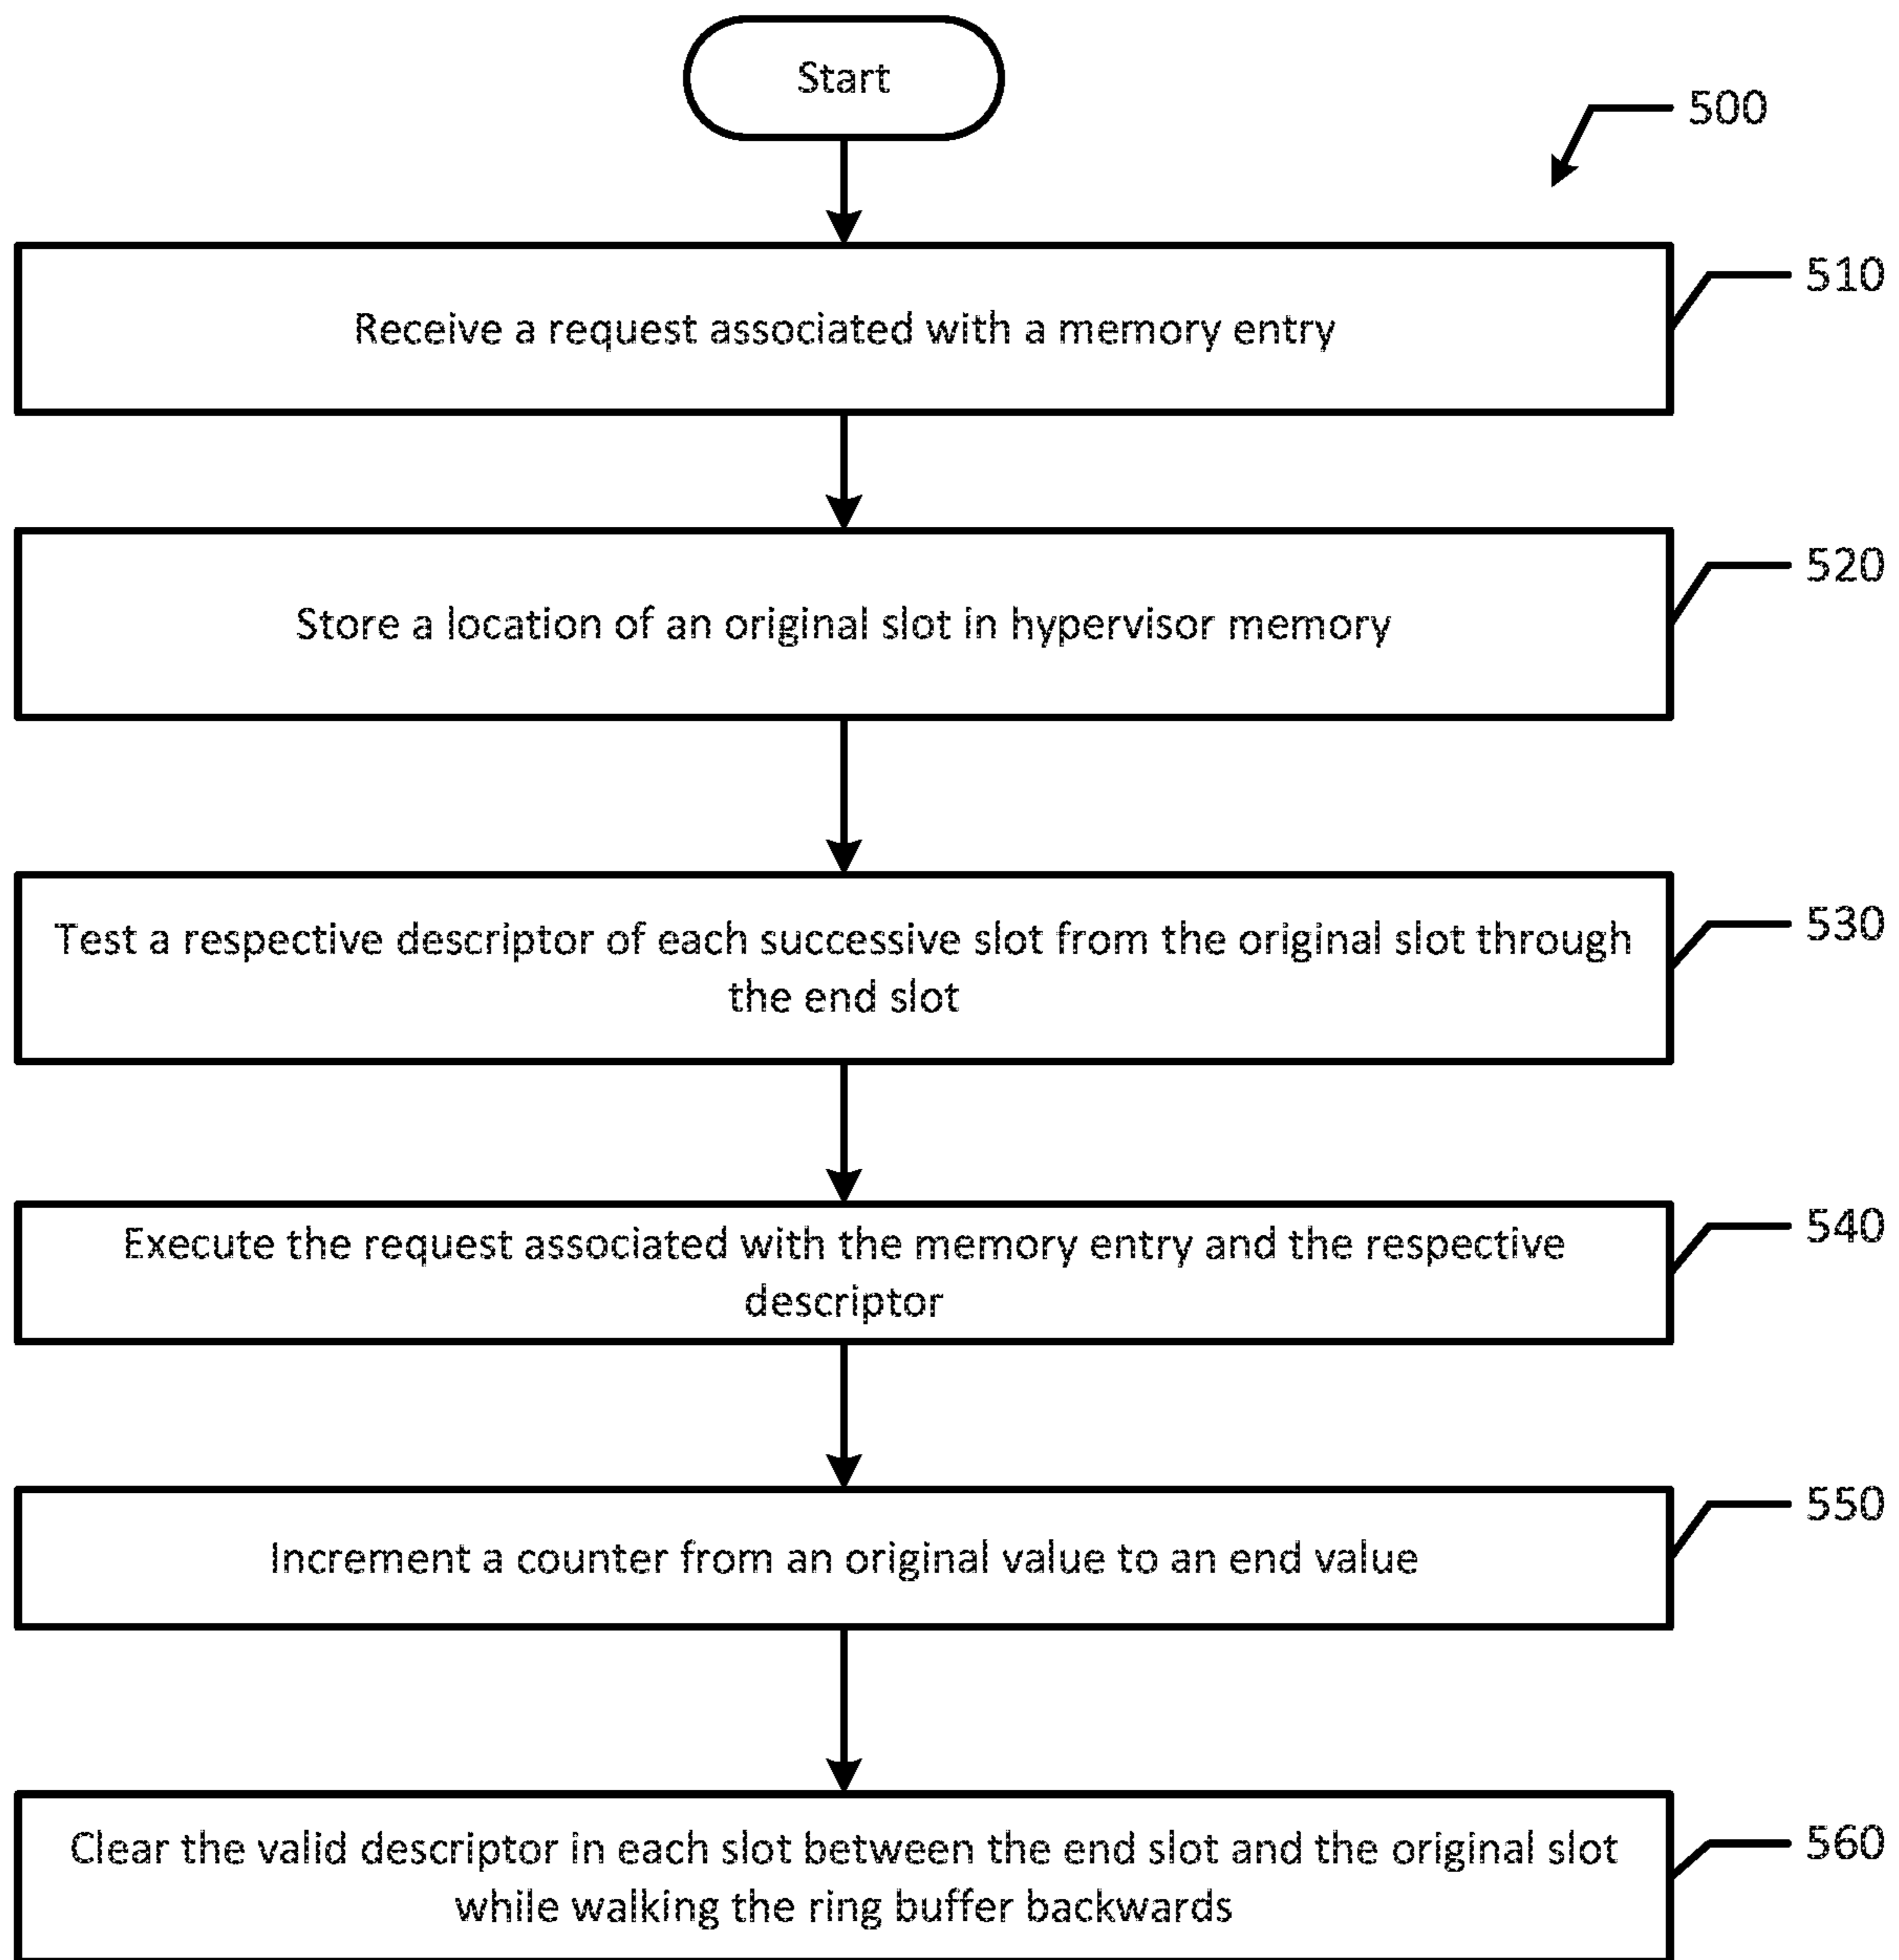 Start
500
Receive a request associated with a memory entry
510
Store a location of an original slot in hypervisor memory
520
Test a respective descriptor of each successive slot from the original slot through
the end slot
530
Execute the request associated with the memory entry and the respective
descriptor
540
Increment a counter from an original value to an end value
550
Clear the valid descriptor in each slot between the end slot and the original slot
while walking the ring buffer backwards
560